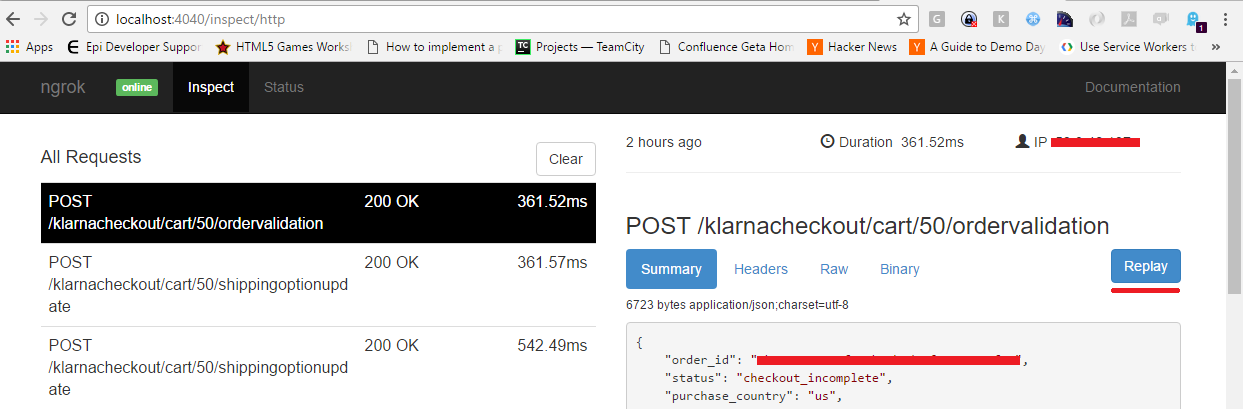 localhost:4040/inspect/http
Apps Epi Developer Suppor HTML5 Games Works How to implement a p Projects — TeamCity Confluence Geta Hom Hacker News A Guide to Demo Day Use Service Workers t »
ngrok online Inspect Status Documentation
All Requests
Clear
POST 200 OK 361.52ms
/klarnacheckout/cart/50/ordervalidation
POST 200 OK 361.57ms
/klarnacheckout/cart/50/shippingoptionupd
ate
POST 200 OK 542.49ms
/klarnacheckout/cart/50/shippingoptionupd
ate
2 hours ago Duration 361.52ms IP
POST /klarnacheckout/cart/50/ordervalidation
Summary Headers Raw Binary Replay
6723 bytes application/json;charset=utf-8
{
"order_id": "",
"status": "checkout_incomplete",
"purchase_country": "us",